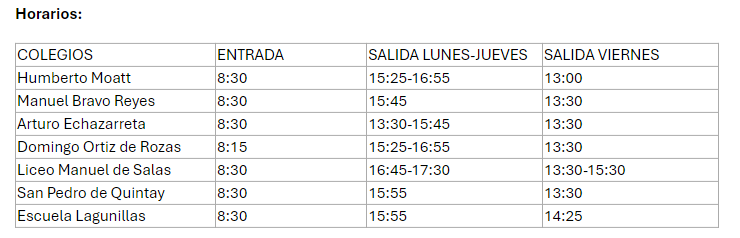 Horarios:
COLEGIOS ENTRADA SALIDA LUNES-JUEVES SALIDA VIERNES
Humberto Moatt 8:30 15:25-16:55 13:00
Manuel Bravo Reyes 8:30 15:45 13:30
Arturo Echazarreta 8:30 13:30-15:45 13:30
Domingo Ortiz de Rozas 8:15 15:25-16:55 13:30
Liceo Manuel de Salas 8:30 16:45-17:30 13:30-15:30
San Pedro de Quintay 8:30 15:55 13:30
Escuela Lagunillas 8:30 15:55 14:25